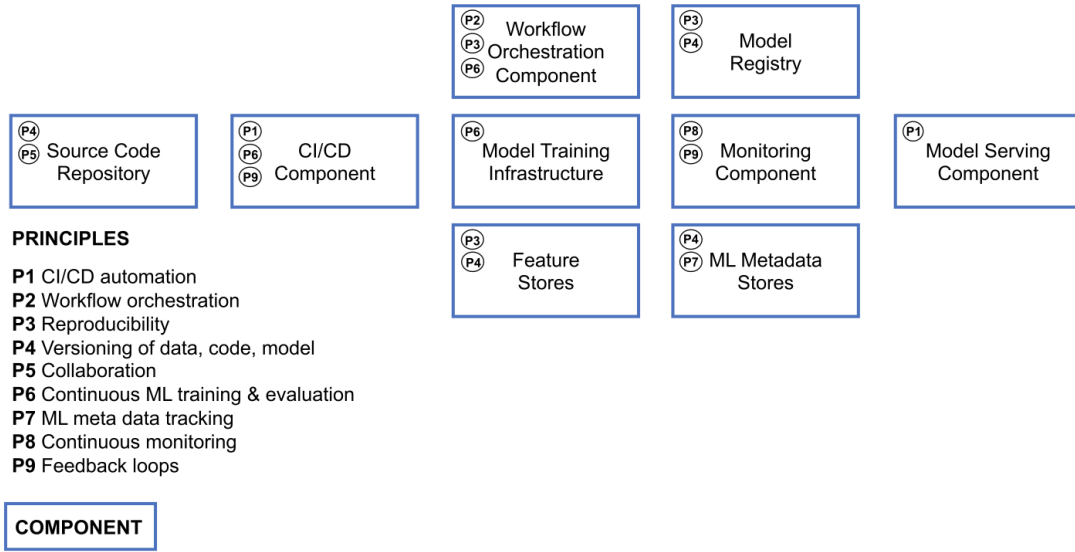 P2
P3
P6
Workflow
Orchestration
Component
P3
P4
Model
Registry
P4
P5
Source Code
Repository
P1
P6
P9
CI/CD
Component
P6
Model Training
Infrastructure
P8
P9
Monitoring
Component
P1
Model Serving
Component
P3
P4
Feature
Stores
P4
P7
ML Metadata
Stores
PRINCIPLES
P1 CI/CD automation
P2 Workflow orchestration
P3 Reproducibility
P4 Versioning of data, code, model
P5 Collaboration
P6 Continuous ML training & evaluation
P7 ML meta data tracking
P8 Continuous monitoring
P9 Feedback loops
COMPONENT